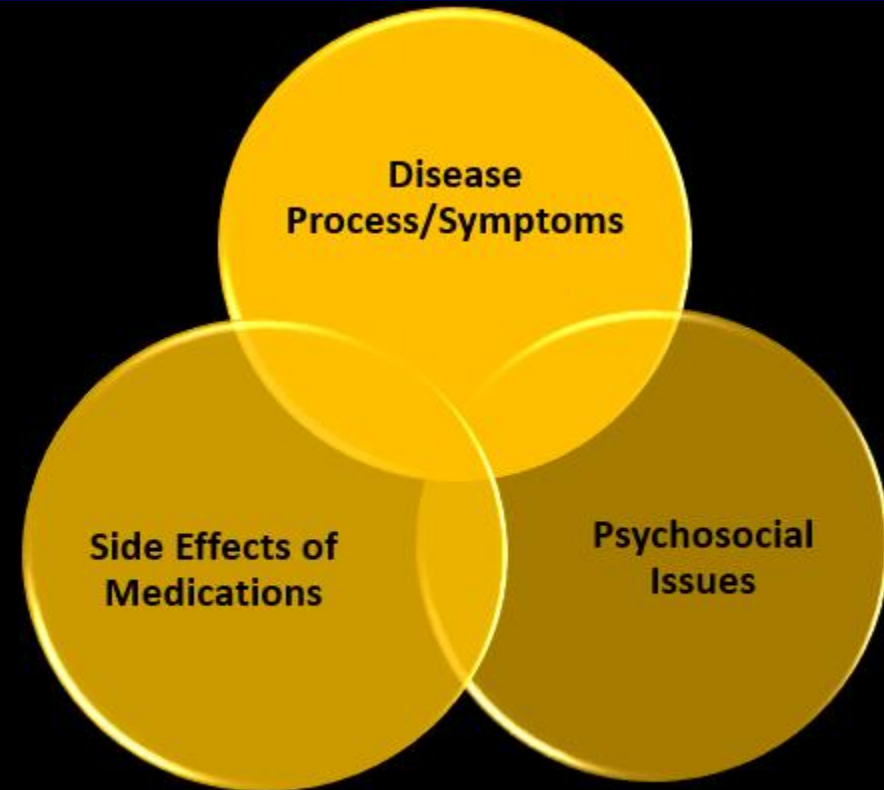 Disease
Process/Symptoms
Side Effects of
Medications
Psychosocial
Issues